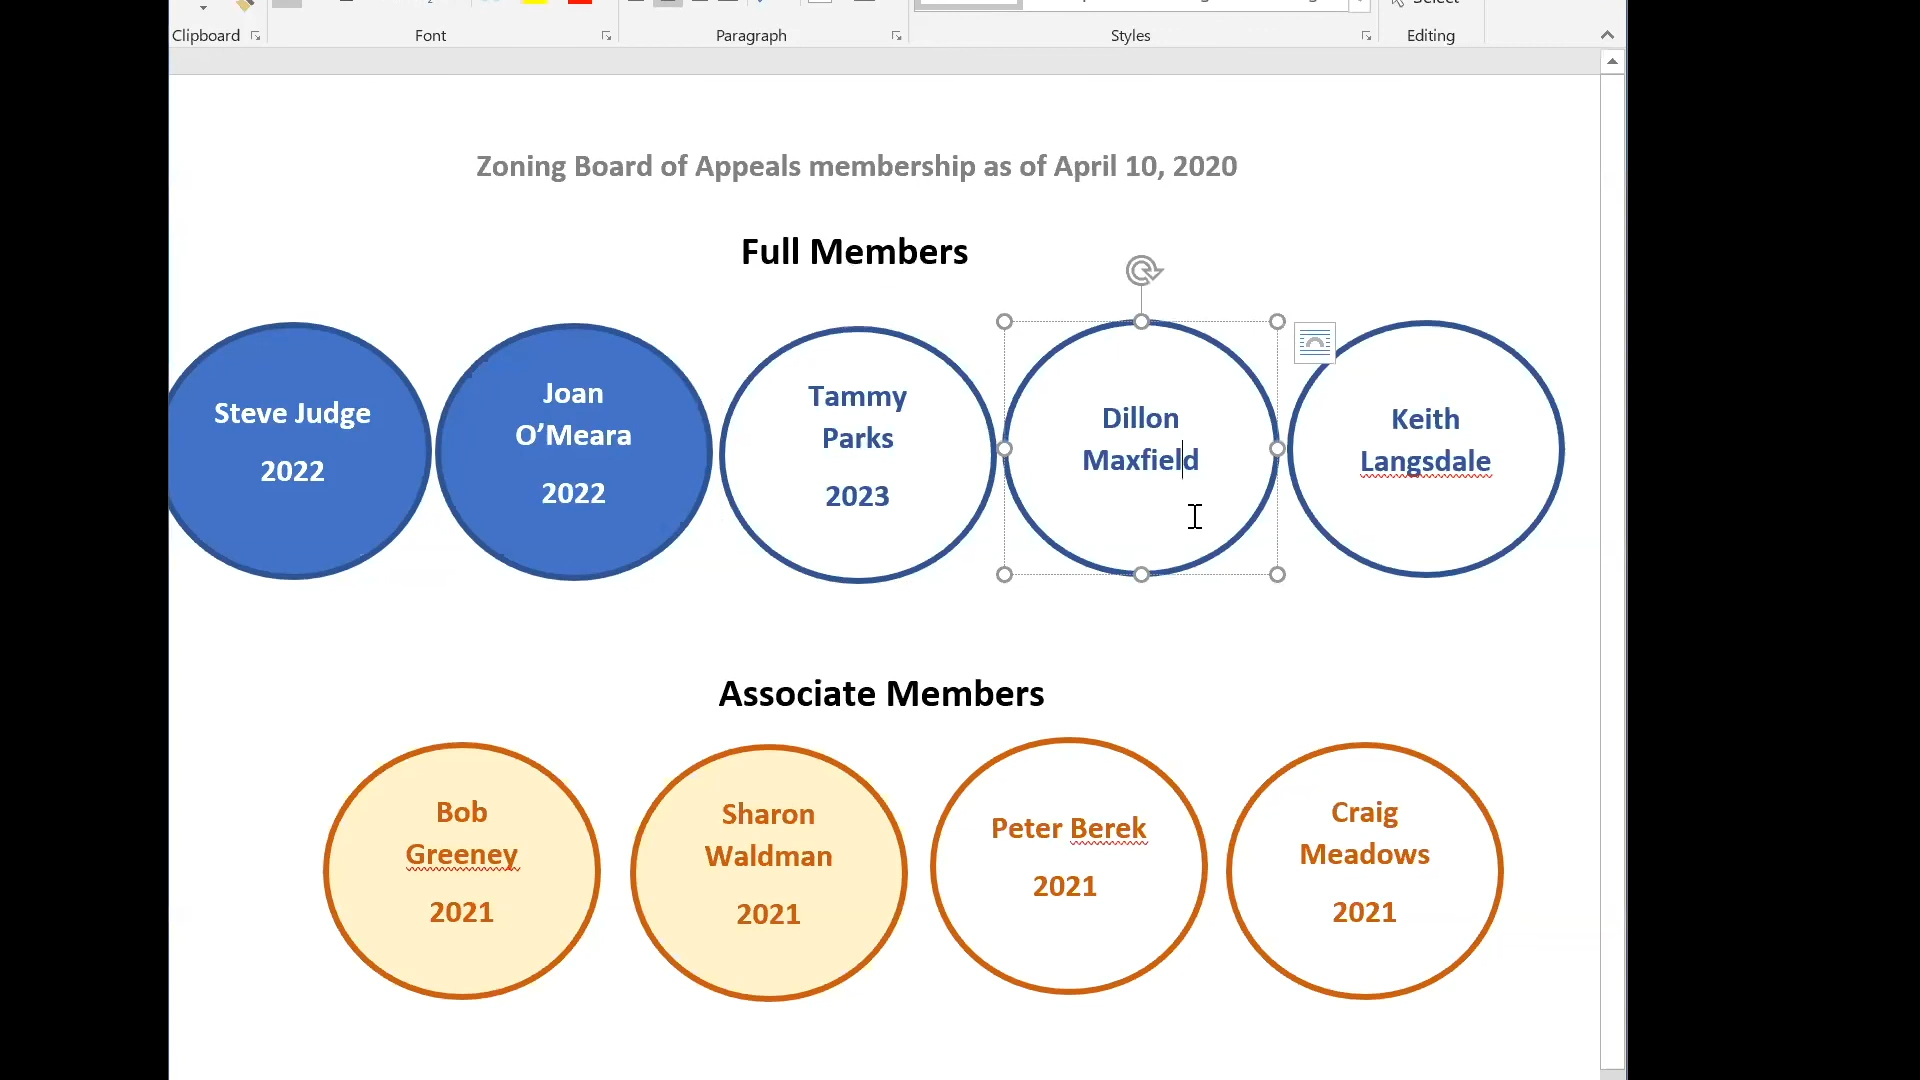 Clipboard
Font
Paragraph
Styles
Editing
Zoning Board of Appeals membership as of April 10, 2020
Full Members
Steve Judge
2022
Joan
O’Meara
2022
Tammy
Parks
2023
Dillon
Maxfield
Keith
Langsdale
Associate Members
Bob
Greeney
2021
Sharon
Waldman
2021
Peter Berek
2021
Craig
Meadows
2021